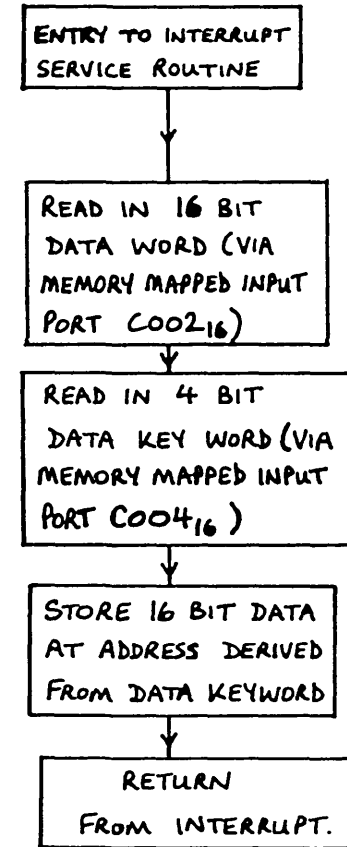 ENTRY TO INTERRUPT
SERVICE ROUTINE
READ IN 16 BIT
DATA WORD (VIA
MEMORY MAPPED INPUT
PORT C002₁₆)
READ IN 4 BIT
DATA KEY WORD (VIA
MEMORY MAPPED INPUT
PORT C004₁₆)
STORE 16 BIT DATA
AT ADDRESS DERIVED
FROM DATA KEYWORD
RETURN
FROM INTERRUPT.